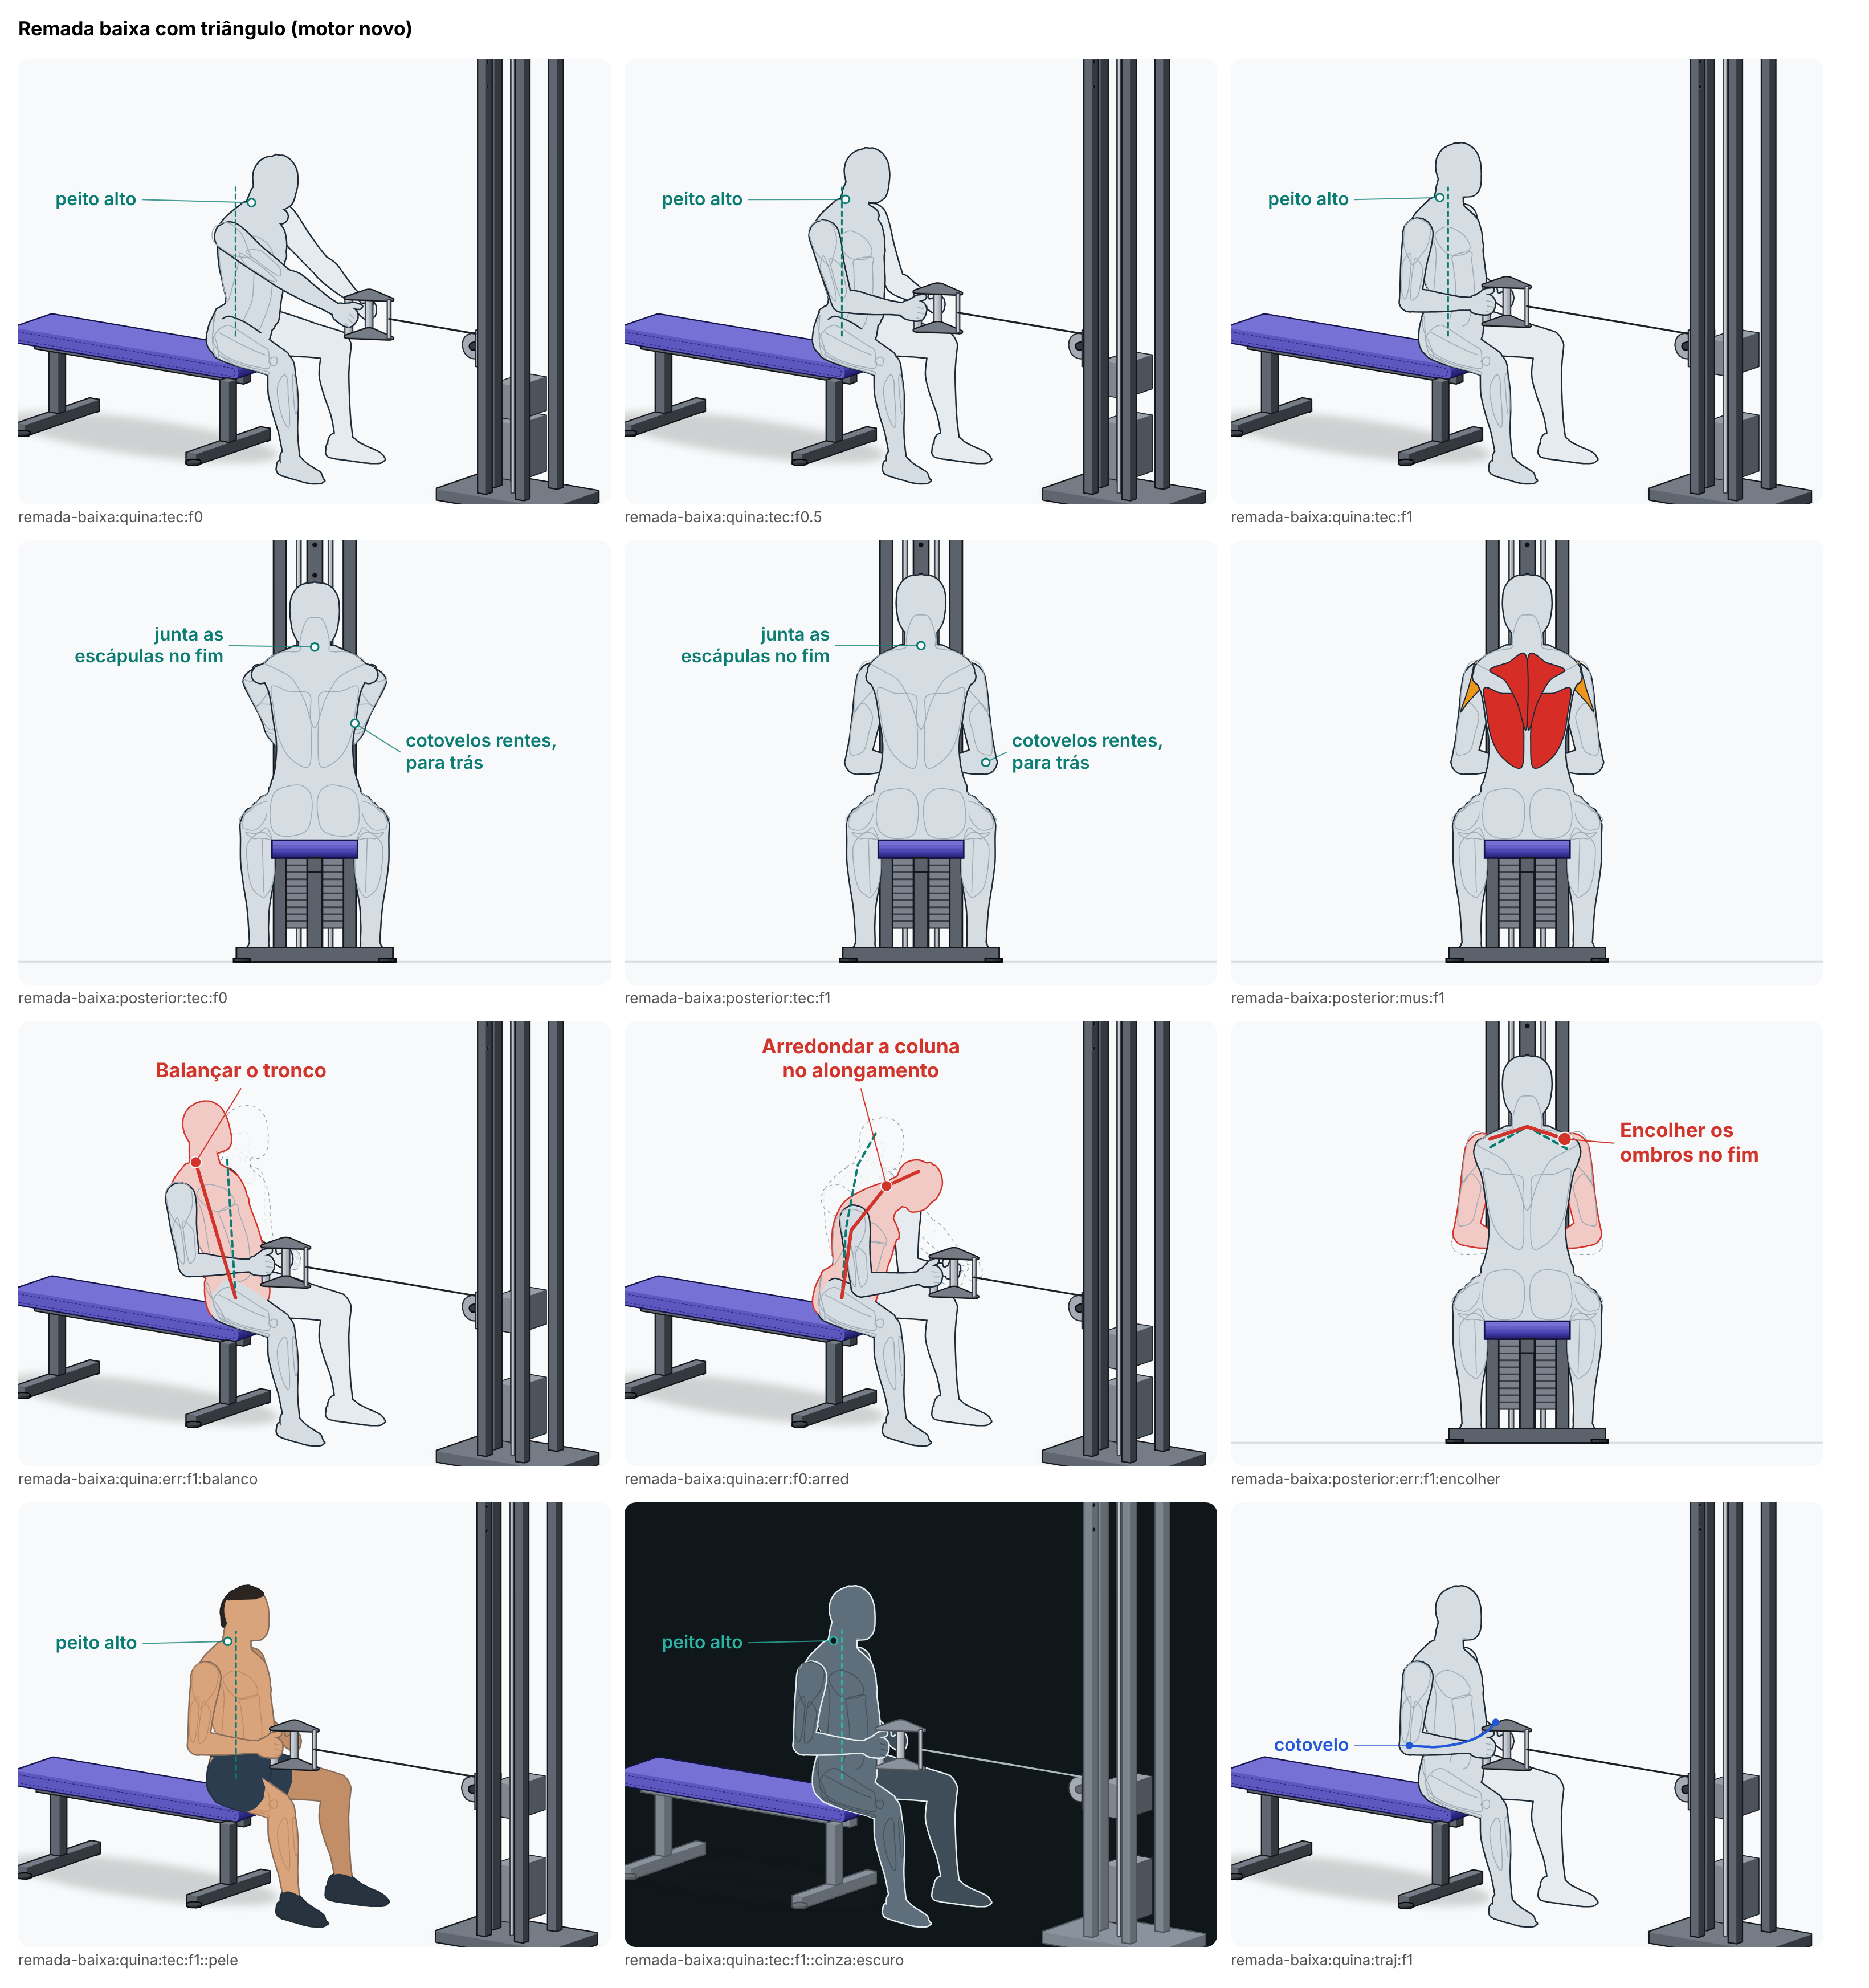 Remada baixa com triângulo (motor novo)
peito alto
peito alto
peito alto
remada-baixa:quina:tec:f0
remada-baixa:quina:tec:f0.5
remada-baixa:quina:tec:f1
junta as
escápulas no fim
cotovelos rentes,
para trás
junta as
escápulas no fim
cotovelos rentes,
para trás
remada-baixa:posterior:tec:f0
remada-baixa:posterior:tec:f1
remada-baixa:posterior:mus:f1
Balançar o tronco
Arredondar a coluna
no alongamento
Encolher os
ombros no fim
remada-baixa:quina:err:f1:balanco
remada-baixa:quina:err:f0:arred
remada-baixa:posterior:err:f1:encolher
peito alto
peito alto
cotovelo
remada-baixa:quina:tec:f1::pele
remada-baixa:quina:tec:f1::cinza:escuro
remada-baixa:quina:traj:f1